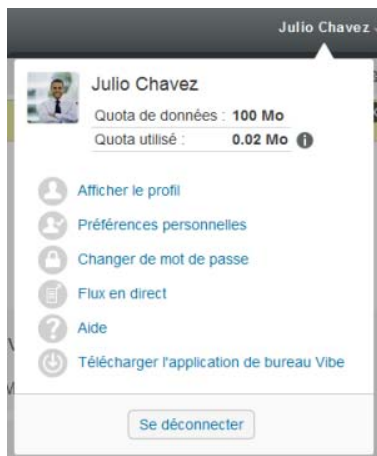 Julio Chavez
Julio Chavez
Quota de données : 100 Mo
Quota utilisé : 0.02 Mo
Afficher le profil
Préférences personnelles
Changer de mot de passe
Flux en direct
Aide
Télécharger l'application de bureau Vibe
Se déconnecter